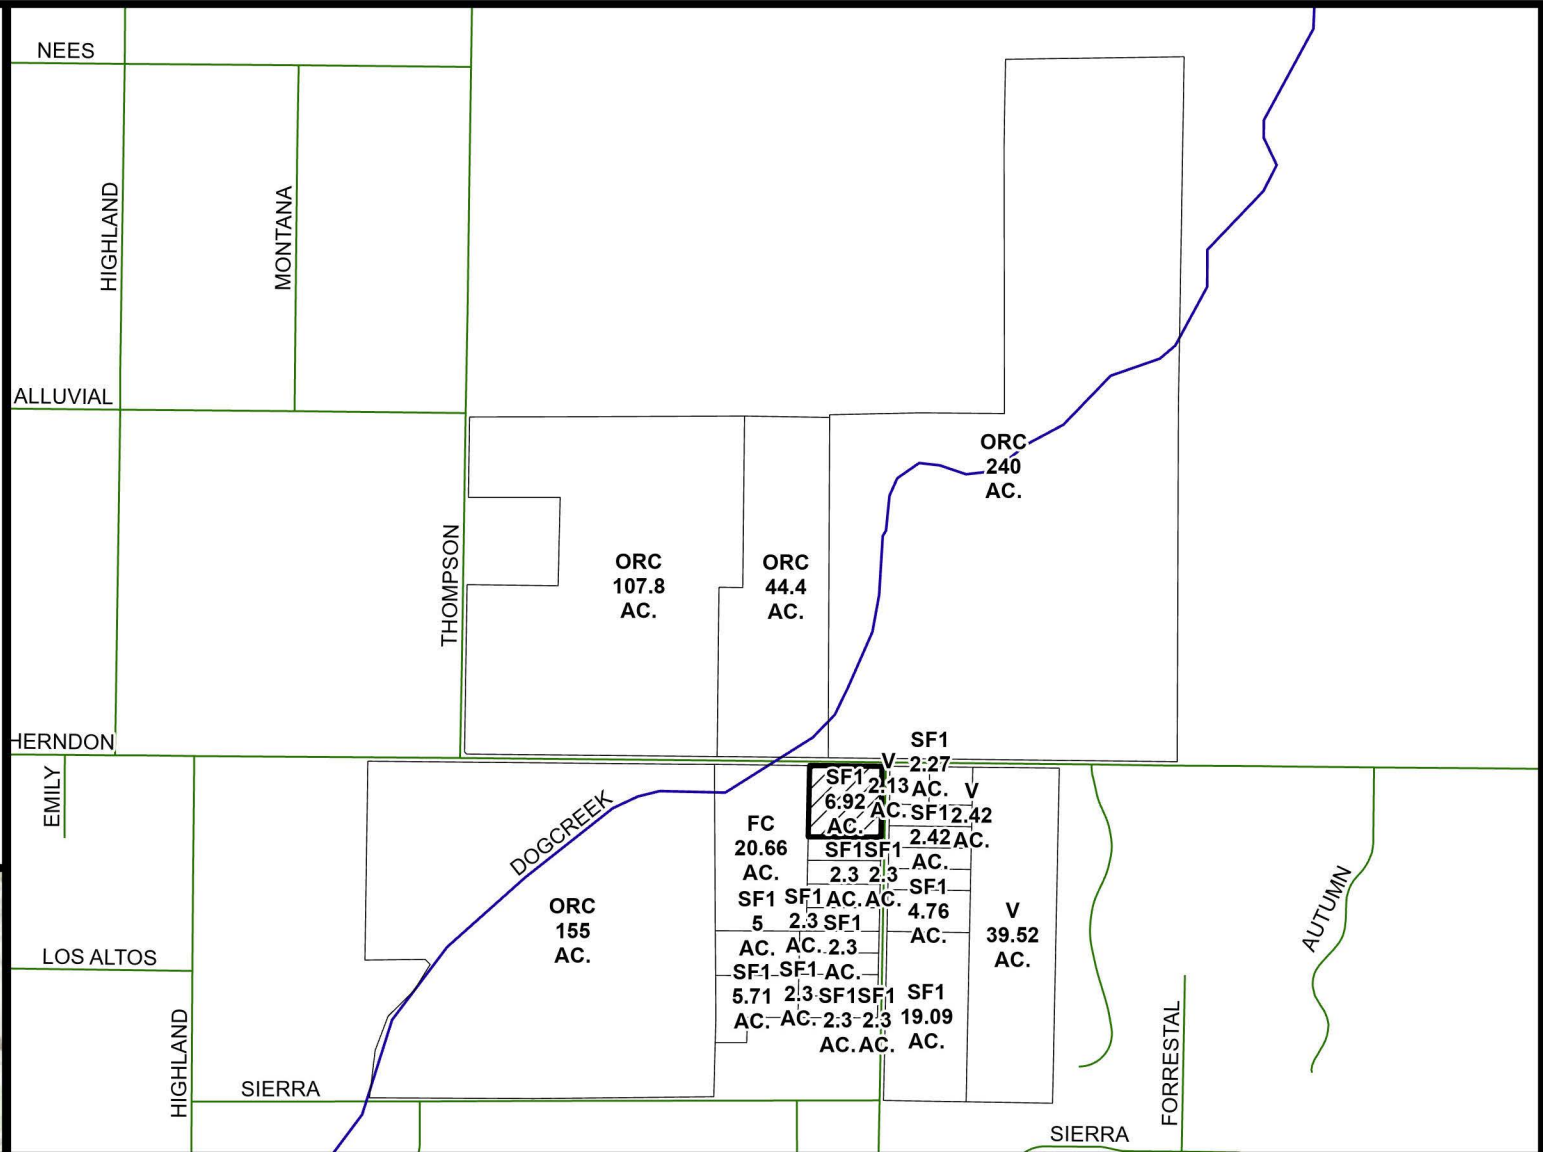 NEES
HIGHLAND
MONTANA
ALLUVIAL
THOMPSON
ORC
240
AC.
ORC
107.8
AC.
ORC
44.4
AC.
HERNDON
EMILY
DOGCREEK
SF1
2.27
AC.
V
2.13
AC.
SF1
6.92
AC.
V
2.42
AC.
SF1
2.42
AC.
FC
20.66
AC.
SF1
2.3
AC.
SF1
2.3
AC.
SF1
4.76
AC.
SF1
5
AC.
SF1
2.3
AC.
SF1
2.3
AC.
ORC
155
AC.
V
39.52
AC.
AUTUMN
LOS ALTOS
SF1
5.71
AC.
SF1
2.3
AC.
SF1
2.3
AC.
SF1
2.3
AC.
SF1
19.09
AC.
HIGHLAND
SIERRA
FORRESTAL
SIERRA